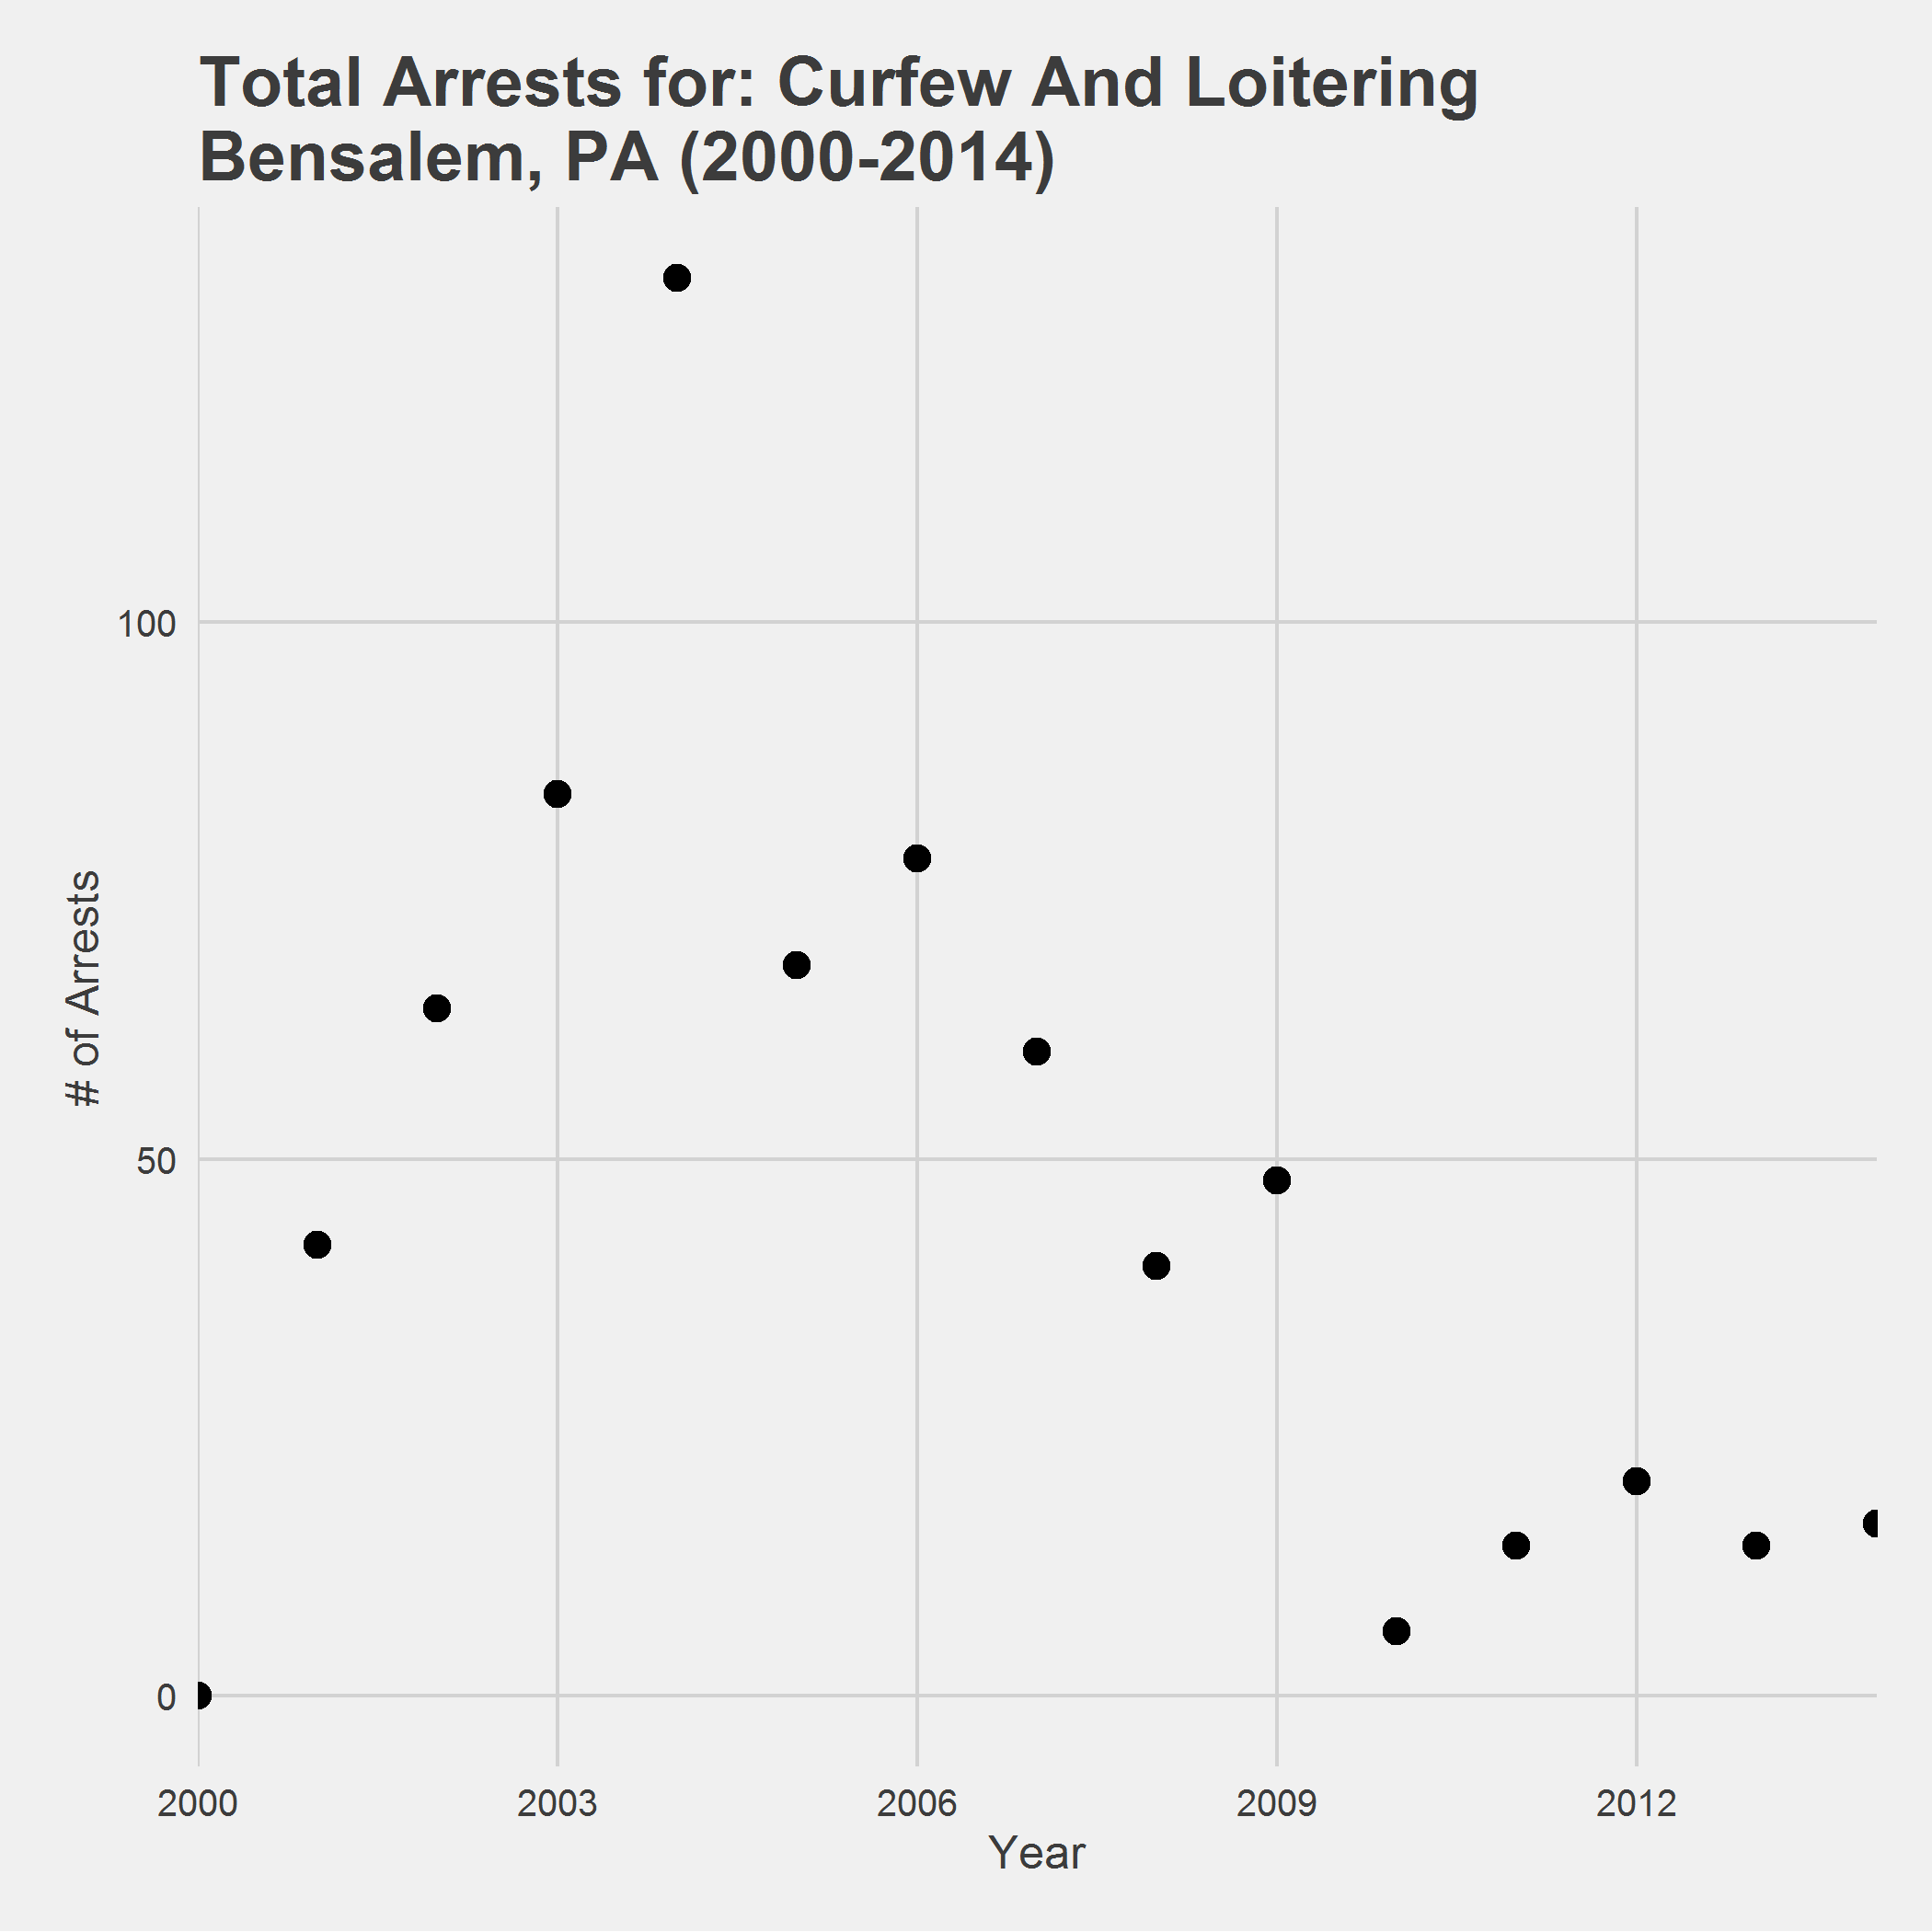 Total Arrests for: Curfew And Loitering
Bensalem, PA (2000-2014)
100
50
0
# of Arrests
2000 2003 2006 2009 2012
Year